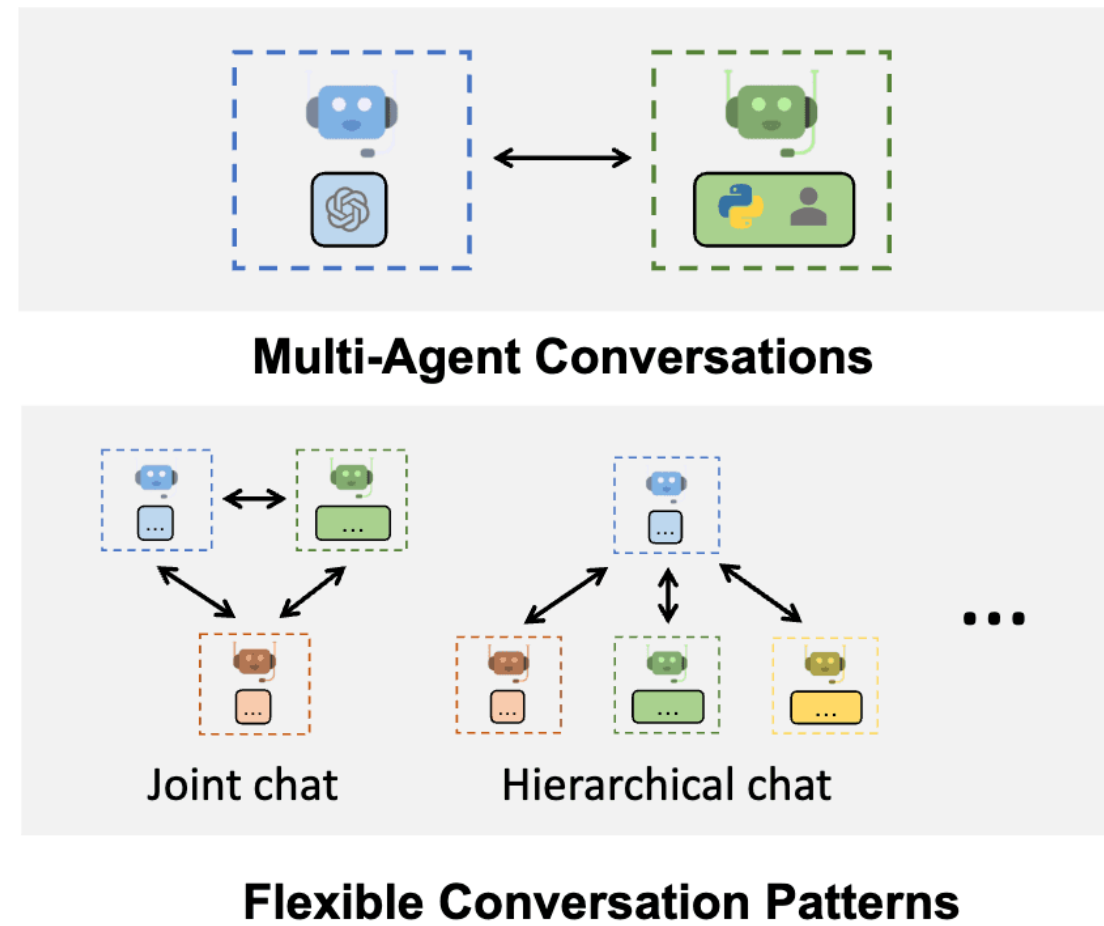 Multi-Agent Conversations
... ...
... 
...
... ... ... ...
Joint chat Hierarchical chat
Flexible Conversation Patterns